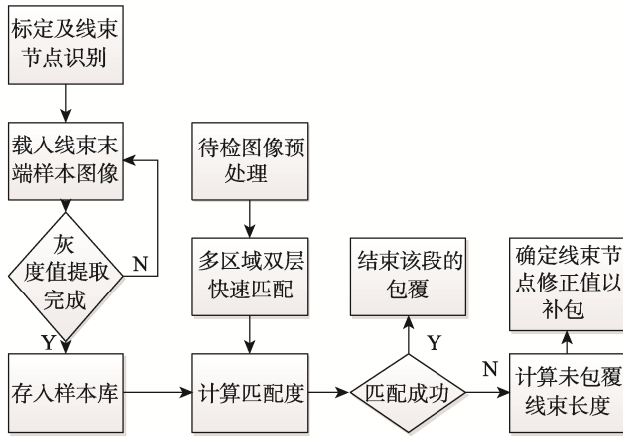 标定及线束
节点识别
载入线束末
端样本图像
灰
度值提取
完成
N
Y
存入样本库
待检图像预
处理
多区域双层
快速匹配
计算匹配度
结束该段的
包覆
Y
匹配成功
N
确定线束节
点修正值以
补包
计算未包覆
线束长度